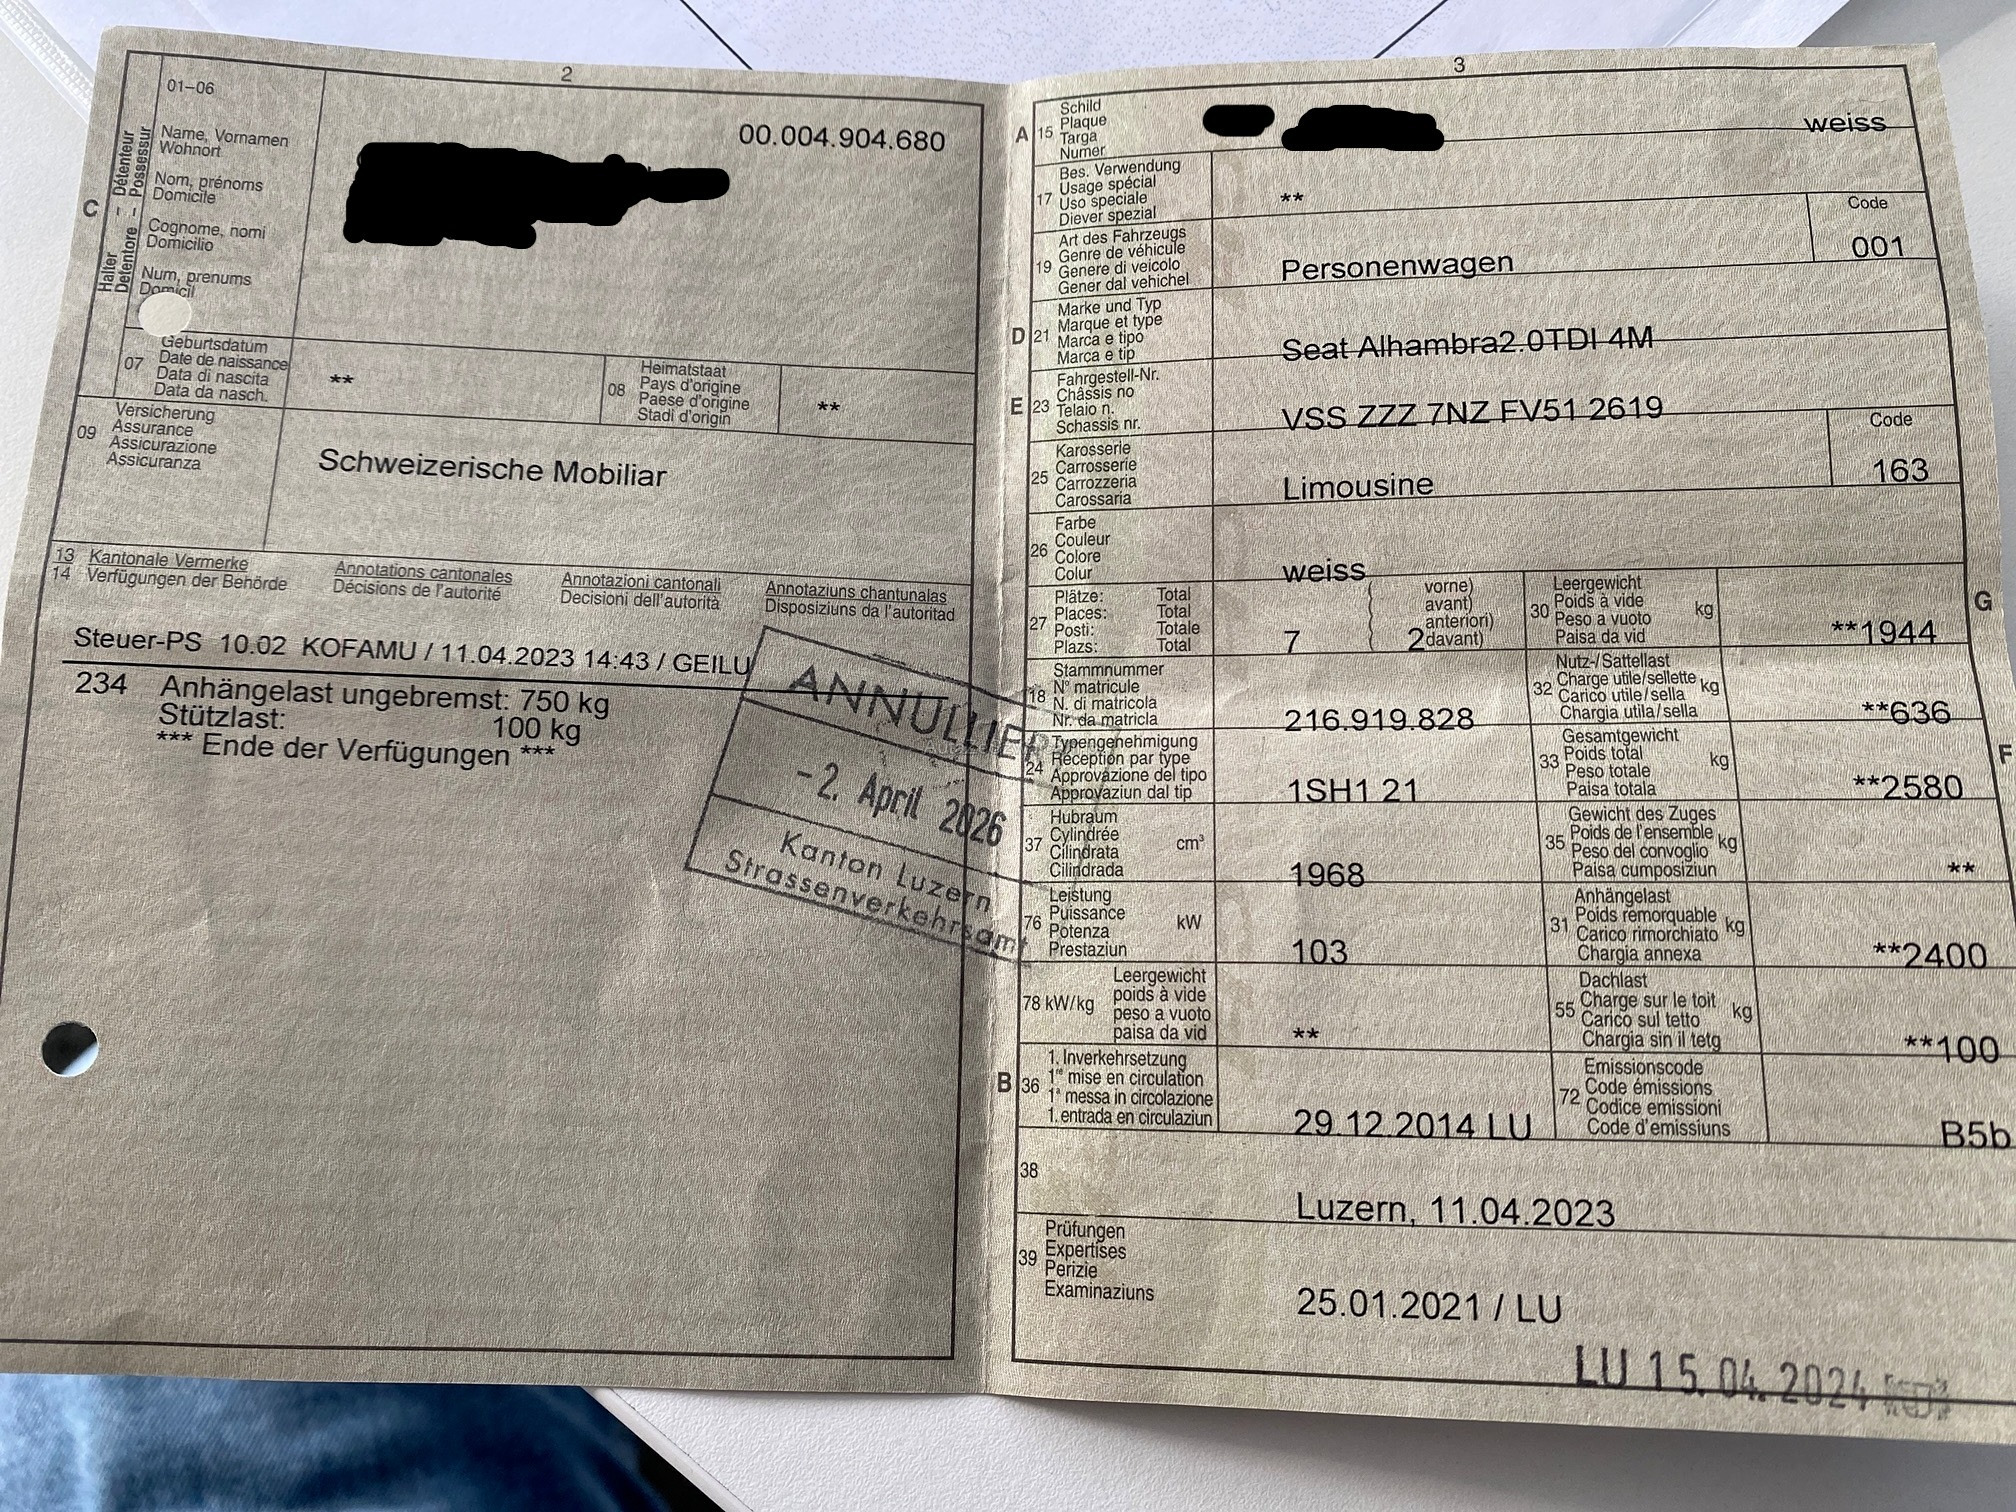 2
01–06
Name, Vornamen
Wohnort
Nom, prénoms
Domicile
Cognome, nomi
Domicilio
Num, prenums
Domicil
C
Halter – Détenteur
Detentore – Possessur
00.004.904.680
07
Geburtsdatum
Date de naissance
Data di nascita
Data da nasch.
**
08
Heimatstaat
Pays d'origine
Paese d'origine
Stadi d'origin
**
09
Versicherung
Assurance
Assicurazione
Assicuranza
Schweizerische Mobiliar
13 Kantonale Vermerke
14 Verfügungen der Behörde
Annotations cantonales
Décisions de l'autorité
Annotazioni cantonali
Decisioni dell'autorità
Annotaziuns chantunalas
Disposiziuns da l'autoritad
Steuer-PS 10.02 KOFAMU / 11.04.2023 14:43 / GEILU
234 Anhängelast ungebremst: 750 kg
Stützlast: 100 kg
*** Ende der Verfügungen ***
ANNULLIERT
-2. April 2026
Kanton Luzern
Strassenverkehrsamt
3
A 15
Schild
Plaque
Targa
Numer
weiss
17
Bes. Verwendung
Usage spécial
Uso speciale
Diever spezial
**
19
Art des Fahrzeugs
Genre de véhicule
Genere di veicolo
Gener dal vehichel
Personenwagen
Code
001
D 21
Marke und Typ
Marque et type
Marca e tipo
Marca e tip
Seat Alhambra2.0TDI 4M
E 23
Fahrgestell-Nr.
Châssis no
Telaio n.
Schassis nr.
VSS ZZZ 7NZ FV51 2619
25
Karosserie
Carrosserie
Carrozzeria
Carossaria
Limousine
Code
163
26
Farbe
Couleur
Colore
Colur
weiss
27
Plätze: Total
Places: Total
Posti: Totale
Plazs: Total
7
vorne)
avant)
anteriori)
davant)
2
30
Leergewicht
Poids à vide
Peso a vuoto
Paisa da vid
kg
**1944
G
18
Stammnummer
N° matricule
N. di matricola
Nr. da matricla
216.919.828
32
Nutz-/Sattellast
Charge utile/sellette
Carico utile/sella
Chargia utila/sella
kg
**636
24
Typengenehmigung
Réception par type
Approvazione del tipo
Approvaziun dal tip
1SH1 21
33
Gesamtgewicht
Poids total
Peso totale
Paisa totala
kg
**2580
F
37
Hubraum
Cylindrée
Cilindrata
Cilindrada
cm³
1968
35
Gewicht des Zuges
Poids de l'ensemble
Peso del convoglio
Paisa cumposiziun
kg
**
76
Leistung
Puissance
Potenza
Prestaziun
kW
103
31
Anhängelast
Poids remorquable
Carico rimorchiato
Chargia annexa
kg
**2400
78 kW/kg
Leergewicht
poids à vide
peso a vuoto
paisa da vid
**
55
Dachlast
Charge sur le toit
Carico sul tetto
Chargia sin il tetg
kg
**100
B 36
1. Inverkehrsetzung
1re mise en circulation
1a messa in circolazione
1. entrada en circulaziun
29.12.2014 LU
72
Emissionscode
Code émissions
Codice emissioni
Code d'emissiuns
B5b
38
Luzern, 11.04.2023
39
Prüfungen
Expertises
Perizie
Examinaziuns
25.01.2021 / LU
LU 15.04.2024